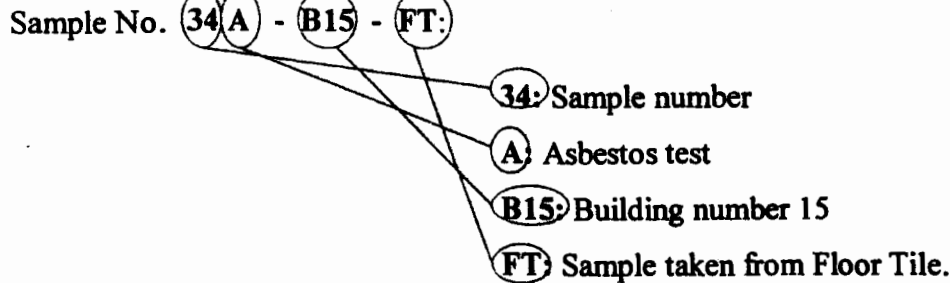 Sample No. 34A - B15 - FT:
34: Sample number
A: Asbestos test
B15: Building number 15
FT: Sample taken from Floor Tile.